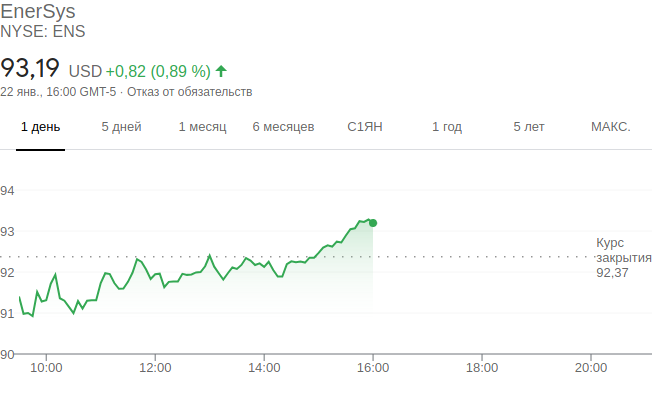 EnerSys
NYSE: ENS
93,19 USD +0,82 (0,89 %)
22 янв., 16:00 GMT-5 · Отказ от обязательств
1 день 5 дней 1 месяц 6 месяцев С1ЯН 1 год 5 лет МАКС.
94
93
Курс
закрытия
92,37
92
91
90
10:00 12:00 14:00 16:00 18:00 20:00